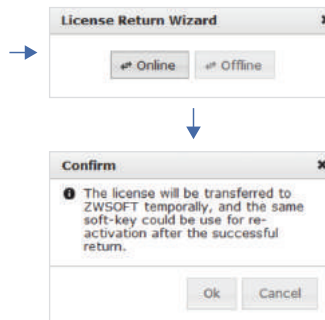 License Return Wizard
Online
Offline
Confirm
The license will be transferred to
ZWSOFT temporally, and the same
soft-key could be use for re-
activation after the successful
return.
Ok
Cancel